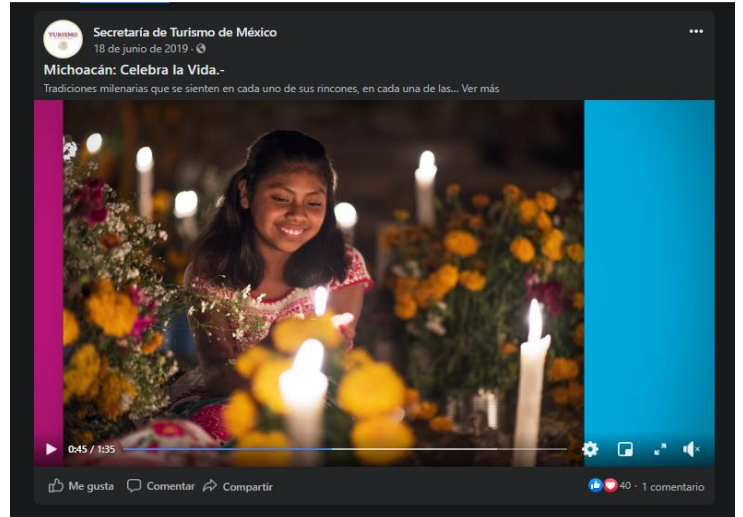 TURISMO
Secretaría de Turismo de México
18 de junio de 2019 ·
Michoacán: Celebra la Vida.-
Tradiciones milenarias que se sienten en cada uno de sus rincones, en cada una de las... Ver más
0:45 / 1:35
Me gusta Comentar Compartir
40 · 1 comentario